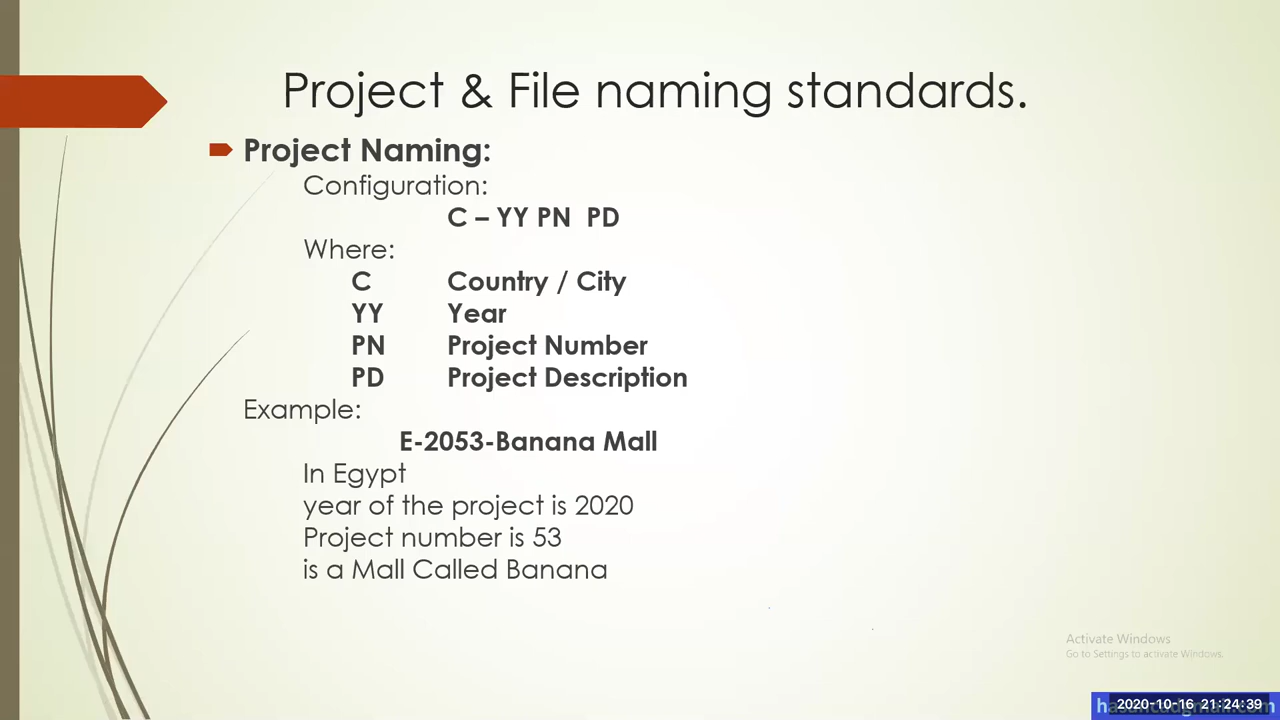 Project & File naming standards.
Project Naming:
Configuration:
C – YY PN  PD
Where:
C Country / City
YY Year
PN Project Number
PD Project Description
Example:
E-2053-Banana Mall
In Egypt
year of the project is 2020
Project number is 53
is a Mall Called Banana
Activate Windows
Go to Settings to activate Windows.
2020-10-16 21:24:39